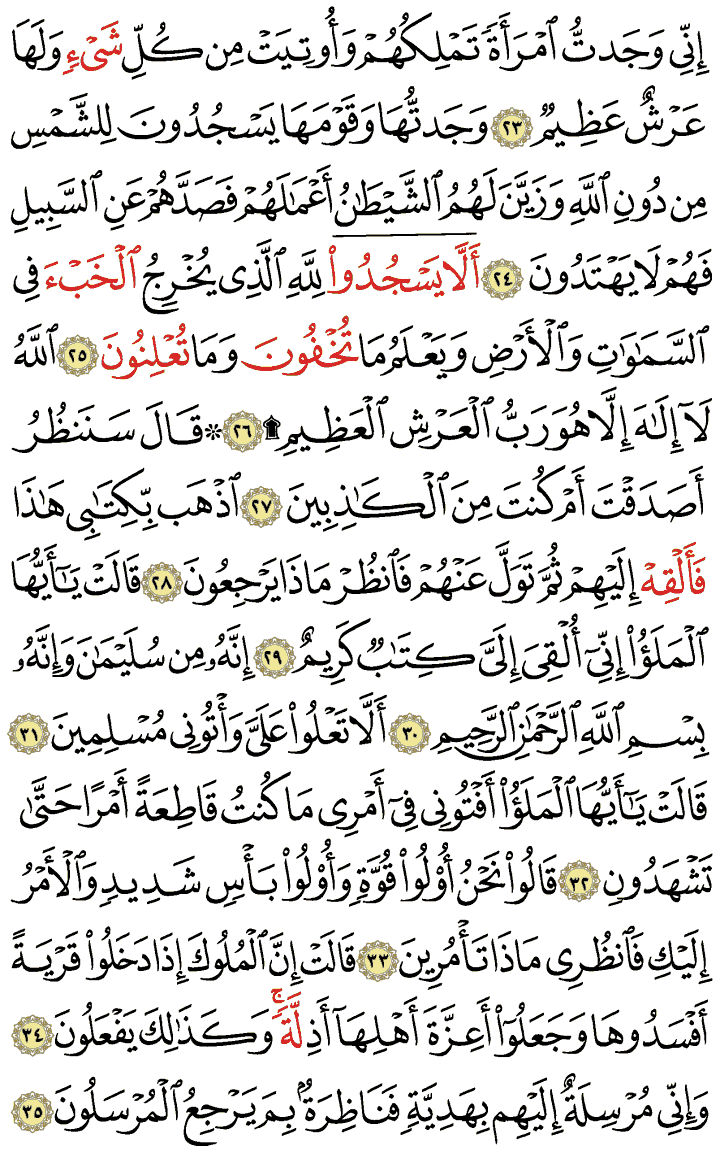 إِنِّي وَجَدتُّ ٱمۡرَأَةٗ تَمۡلِكُهُمۡ وَأُوتِيَتۡ مِن كُلِّ شَيۡءٖ وَلَهَا
عَرۡشٌ عَظِيمٞ ٢٣ وَجَدتُّهَا وَقَوۡمَهَا يَسۡجُدُونَ لِلشَّمۡسِ
مِن دُونِ ٱللَّهِ وَزَيَّنَ لَهُمُ ٱلشَّيۡطَٰنُ أَعۡمَٰلَهُمۡ فَصَدَّهُمۡ عَنِ ٱلسَّبِيلِ
فَهُمۡ لَا يَهۡتَدُونَ ٢٤ أَلَّا يَسۡجُدُواْ لِلَّهِ ٱلَّذِي يُخۡرِجُ ٱلۡخَبۡءَ فِي
ٱلسَّمَٰوَٰتِ وَٱلۡأَرۡضِ وَيَعۡلَمُ مَا تُخۡفُونَ وَمَا تُعۡلِنُونَ ٢٥ ٱللَّهُ
لَآ إِلَٰهَ إِلَّا هُوَ رَبُّ ٱلۡعَرۡشِ ٱلۡعَظِيمِ ۩ ٢٦ ۞ قَالَ سَنَنظُرُ
أَصَدَقۡتَ أَمۡ كُنتَ مِنَ ٱلۡكَٰذِبِينَ ٢٧ ٱذۡهَب بِّكِتَٰبِي هَٰذَا
فَأَلۡقِهۡ إِلَيۡهِمۡ ثُمَّ تَوَلَّ عَنۡهُمۡ فَٱنظُرۡ مَاذَا يَرۡجِعُونَ ٢٨ قَالَتۡ يَٰٓأَيُّهَا
ٱلۡمَلَؤُاْ إِنِّيٓ أُلۡقِيَ إِلَيَّ كِتَٰبٞ كَرِيمٌ ٢٩ إِنَّهُۥ مِن سُلَيۡمَٰنَ وَإِنَّهُۥ
بِسۡمِ ٱللَّهِ ٱلرَّحۡمَٰنِ ٱلرَّحِيمِ ٣٠ أَلَّا تَعۡلُواْ عَلَيَّ وَأۡتُونِي مُسۡلِمِينَ ٣١
قَالَتۡ يَٰٓأَيُّهَا ٱلۡمَلَؤُاْ أَفۡتُونِي فِيٓ أَمۡرِي مَا كُنتُ قَاطِعَةً أَمۡرًا حَتَّىٰ
تَشۡهَدُونِ ٣٢ قَالُواْ نَحۡنُ أُوْلُواْ قُوَّةٖ وَأُوْلُواْ بَأۡسٖ شَدِيدٖ وَٱلۡأَمۡرُ
إِلَيۡكِ فَٱنظُرِي مَاذَا تَأۡمُرِينَ ٣٣ قَالَتۡ إِنَّ ٱلۡمُلُوكَ إِذَا دَخَلُواْ قَرۡيَةً
أَفۡسَدُوهَا وَجَعَلُوٓاْ أَعِزَّةَ أَهۡلِهَآ أَذِلَّةٗۚ وَكَذَٰلِكَ يَفۡعَلُونَ ٣٤
وَإِنِّي مُرۡسِلَةٌ إِلَيۡهِم بِهَدِيَّةٖ فَنَاظِرَةُۢ بِمَ يَرۡجِعُ ٱلۡمُرۡسَلُونَ ٣٥